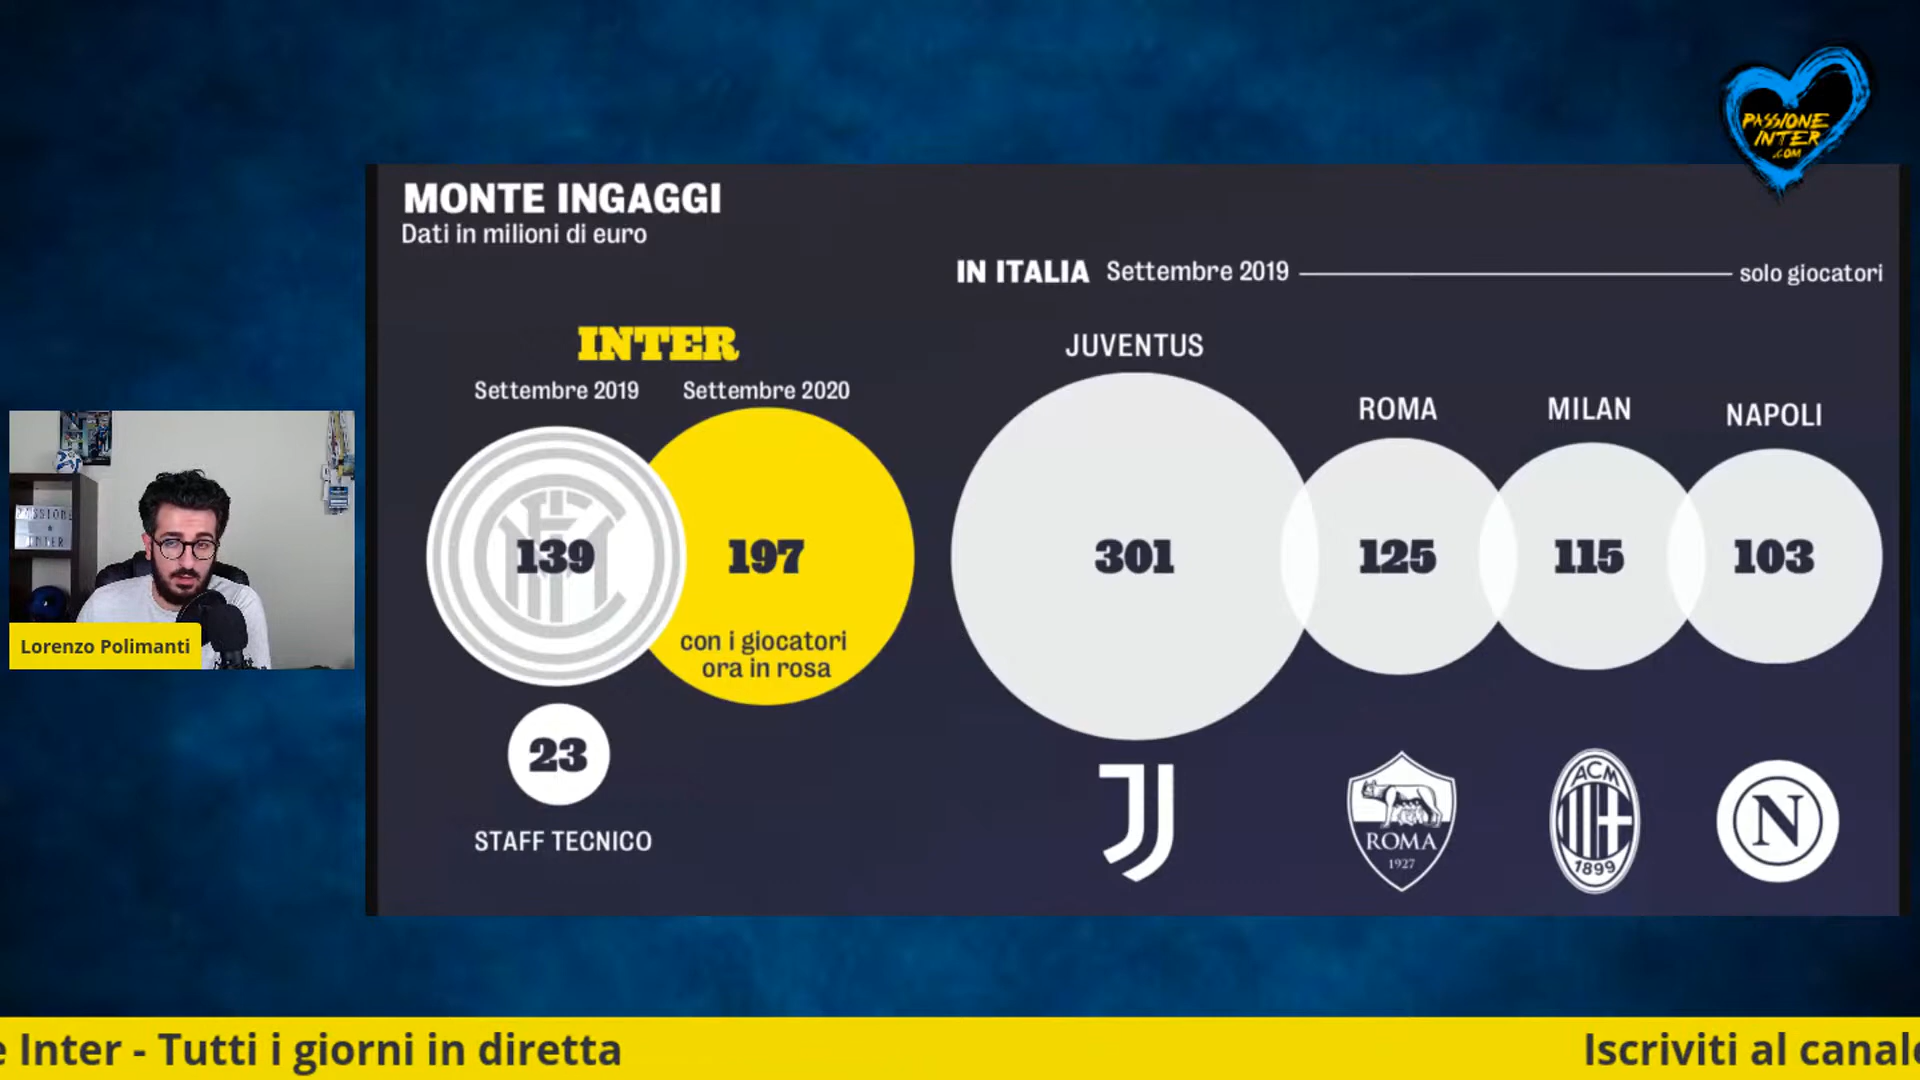 PASSIONE
INTER
.COM
MONTE INGAGGI
Dati in milioni di euro
IN ITALIA Settembre 2019 solo giocatori
INTER
Settembre 2019 Settembre 2020
JUVENTUS
ROMA
MILAN
NAPOLI
139
197
con i giocatori
ora in rosa
301
125
115
103
23
STAFF TECNICO
ROMA
1927
ACM
1899
N
PASSIONE
INTER
Lorenzo Polimanti
e Inter - Tutti i giorni in diretta
Iscriviti al canale